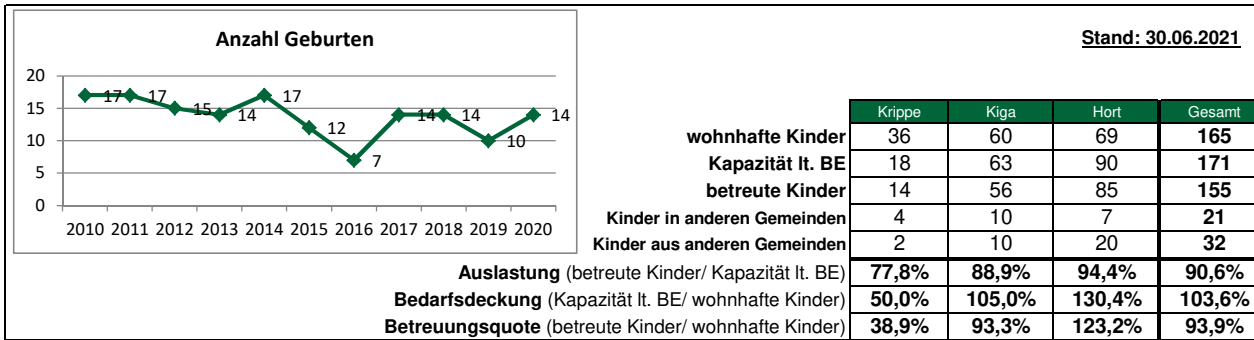 Anzahl Geburten
Stand: 30.06.2021
20
15
10
5
0
17 17 15 14 17 12 7 14 14 10 14
2010 2011 2012 2013 2014 2015 2016 2017 2018 2019 2020
Krippe Kiga Hort Gesamt
wohnhafte Kinder 36 60 69 165
Kapazität lt. BE 18 63 90 171
betreute Kinder 14 56 85 155
Kinder in anderen Gemeinden 4 10 7 21
Kinder aus anderen Gemeinden 2 10 20 32
Auslastung (betreute Kinder/ Kapazität lt. BE) 77,8% 88,9% 94,4% 90,6%
Bedarfsdeckung (Kapazität lt. BE/ wohnhafte Kinder) 50,0% 105,0% 130,4% 103,6%
Betreuungsquote (betreute Kinder/ wohnhafte Kinder) 38,9% 93,3% 123,2% 93,9%